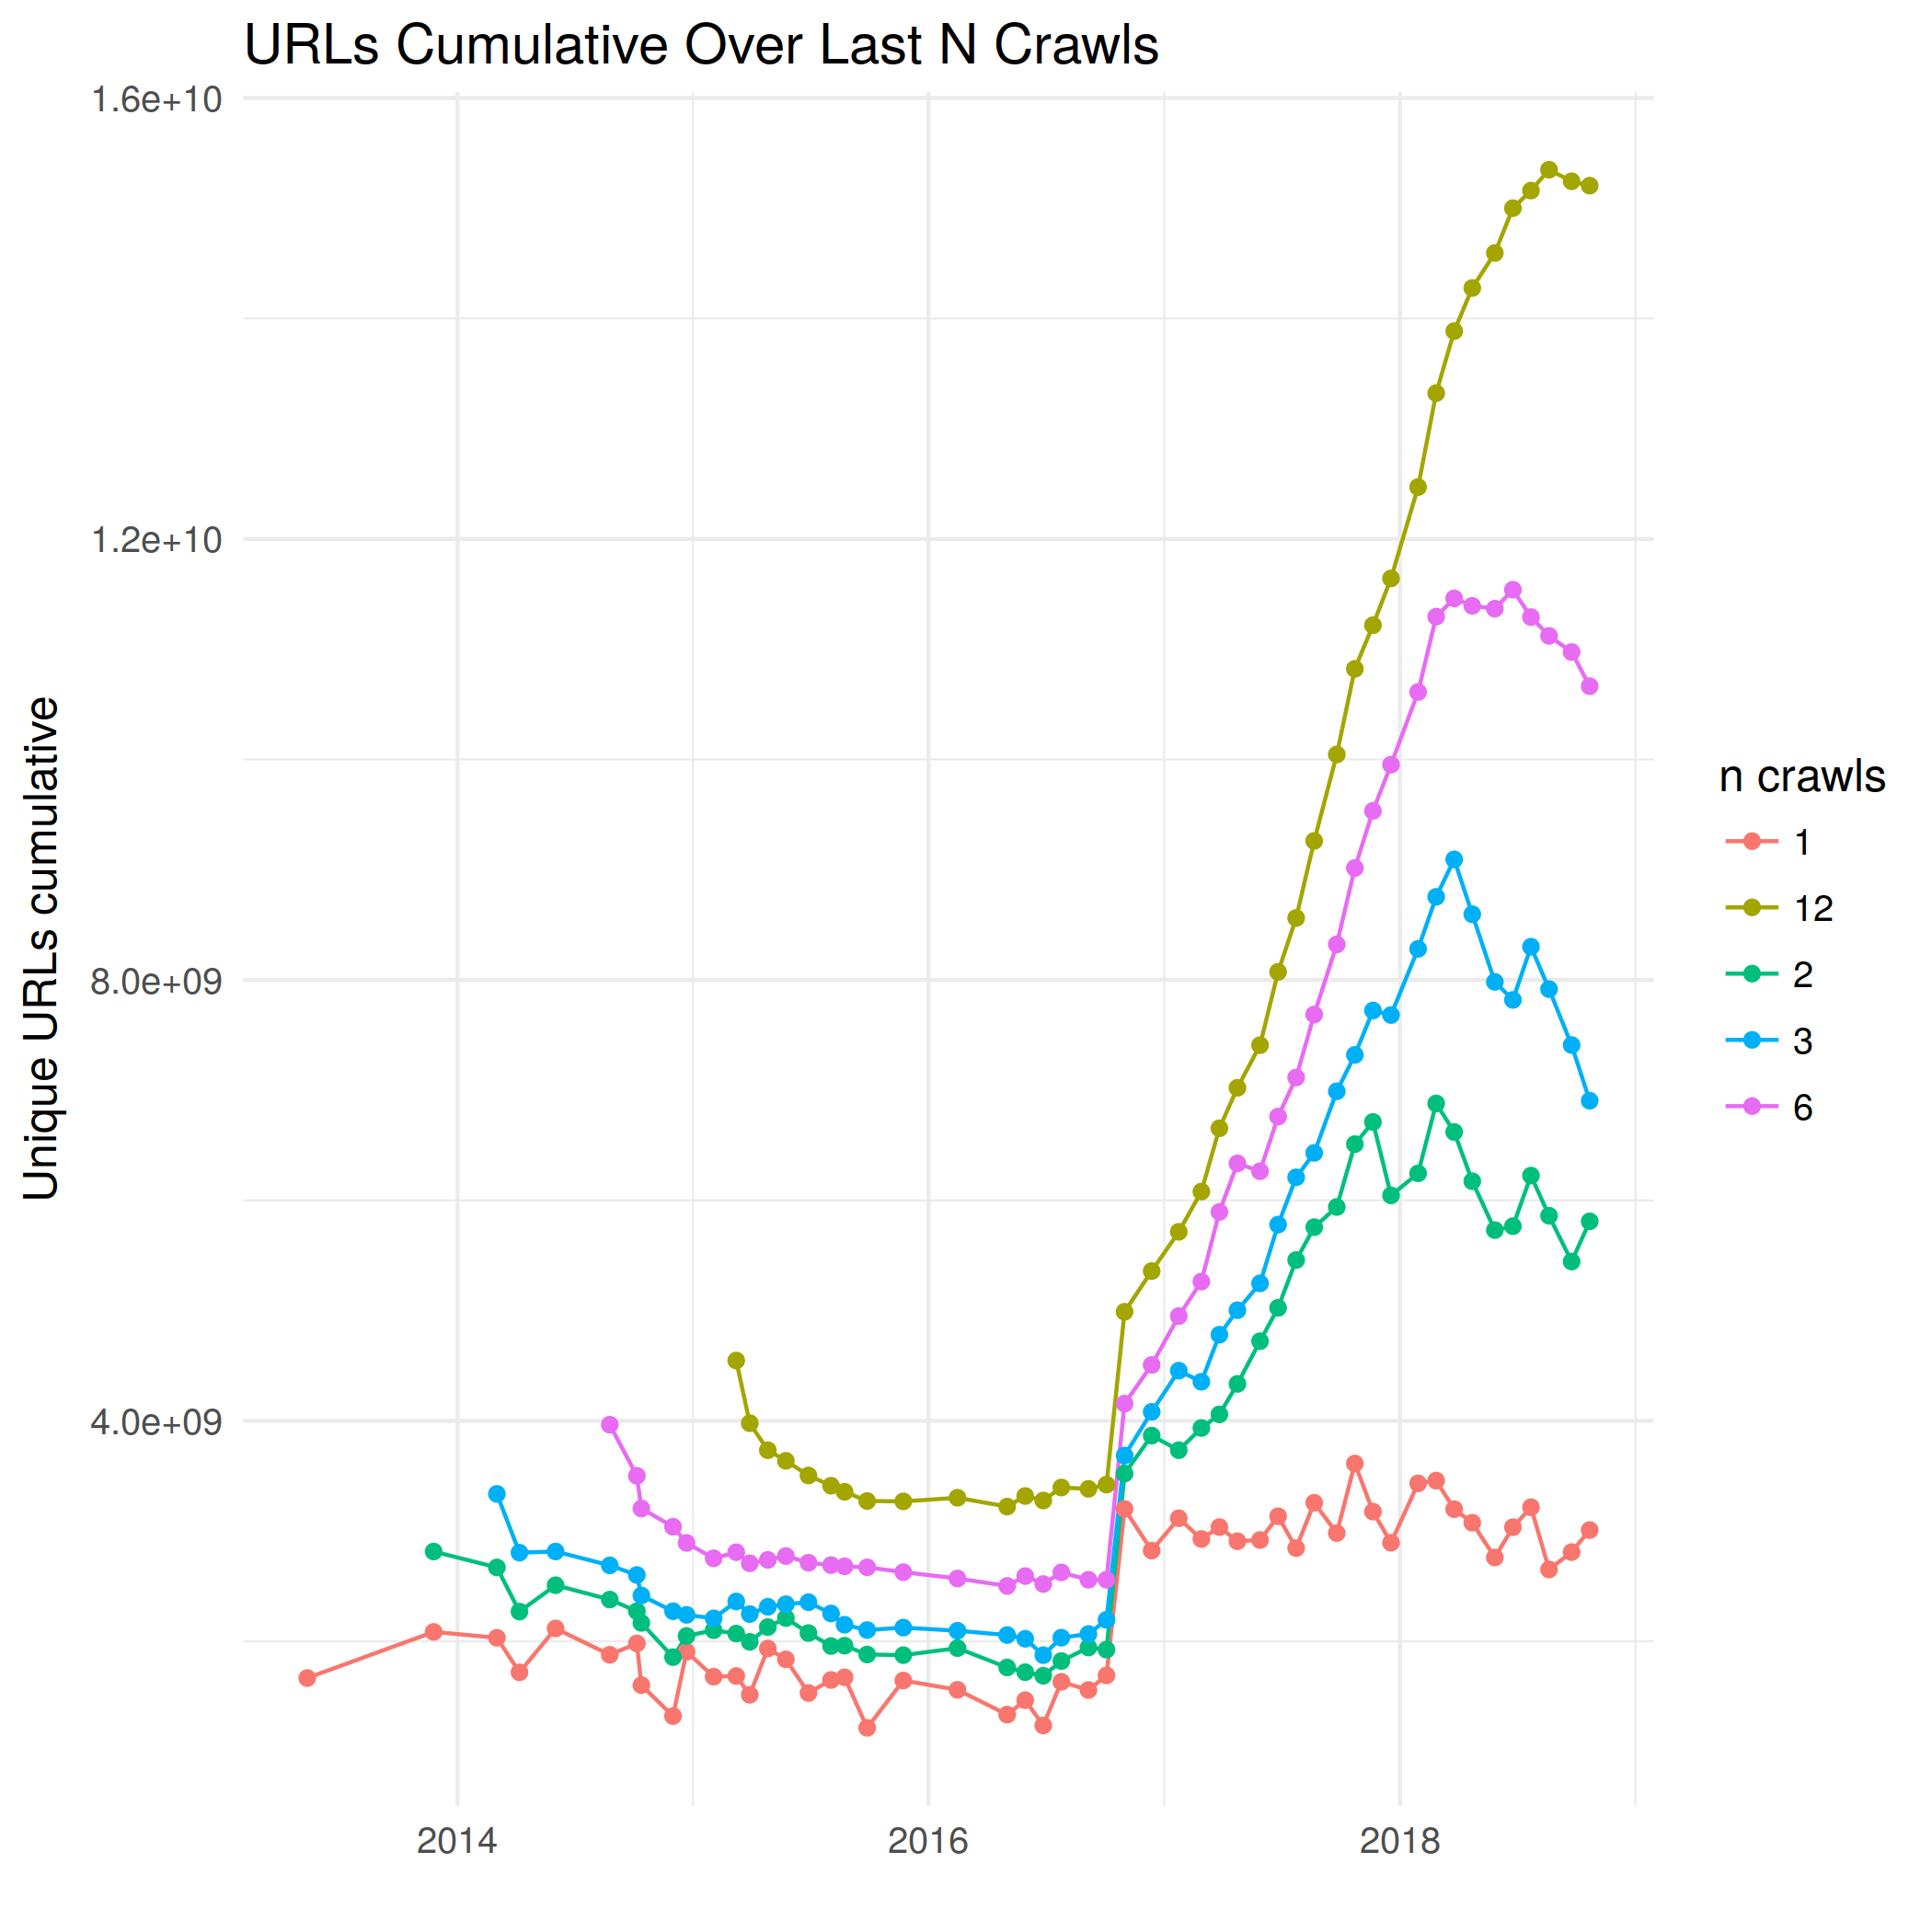 URLs Cumulative Over Last N Crawls
1.6e+10
1.2e+10
8.0e+09
4.0e+09
Unique URLs cumulative
2014
2016
2018
n crawls
1
12
2
3
6